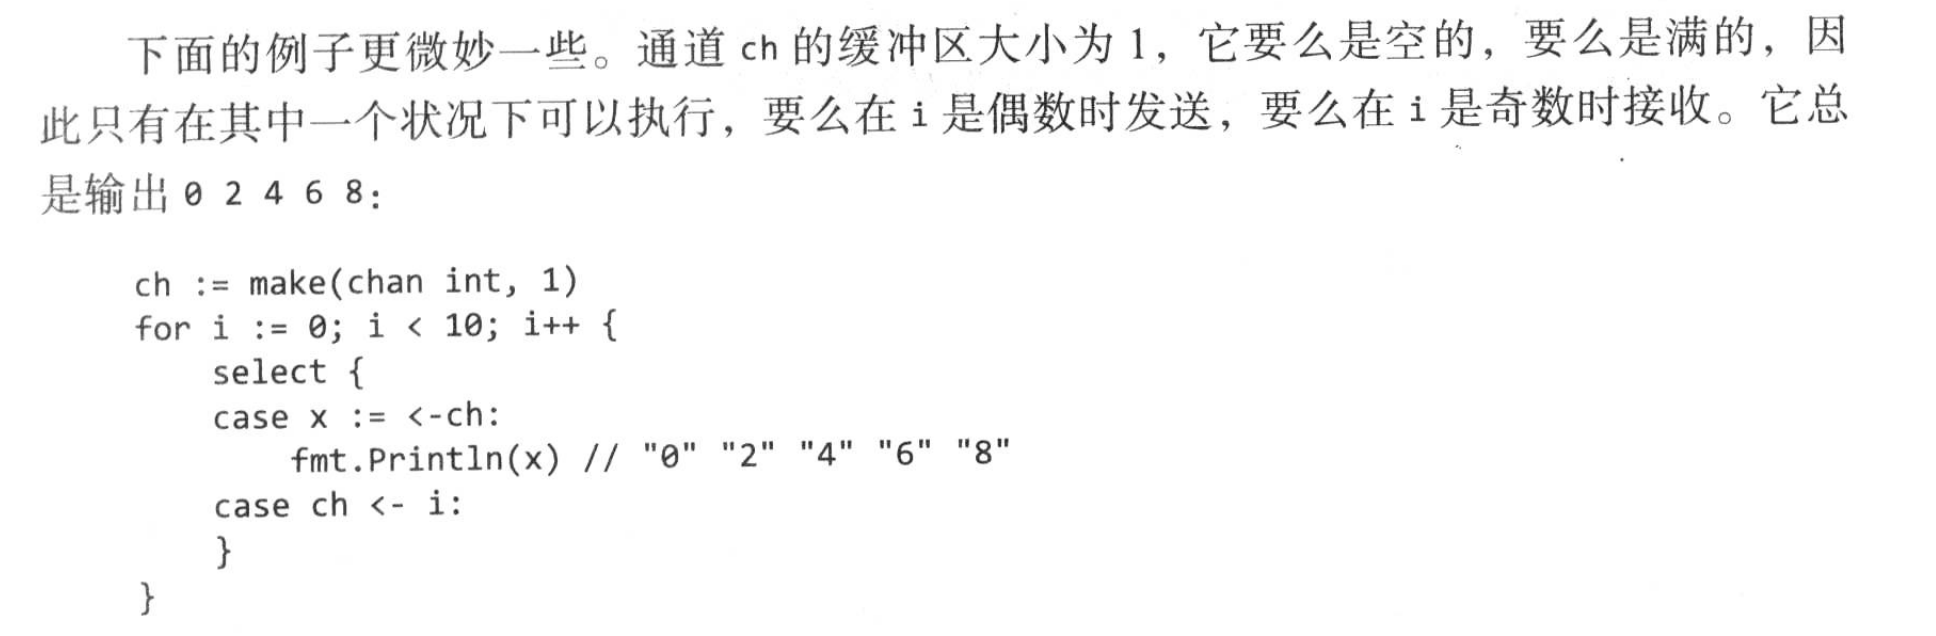 下面的例子更微妙一些。通道 ch 的缓冲区大小为 1，它要么是空的，要么是满的，因
此只有在其中一个状况下可以执行，要么在 i 是偶数时发送，要么在 i 是奇数时接收。它总
是输出 0 2 4 6 8:
ch := make(chan int, 1)
for i := 0; i < 10; i++ {
    select {
    case x := <-ch:
        fmt.Println(x) // "0" "2" "4" "6" "8"
    case ch <- i:
    }
}